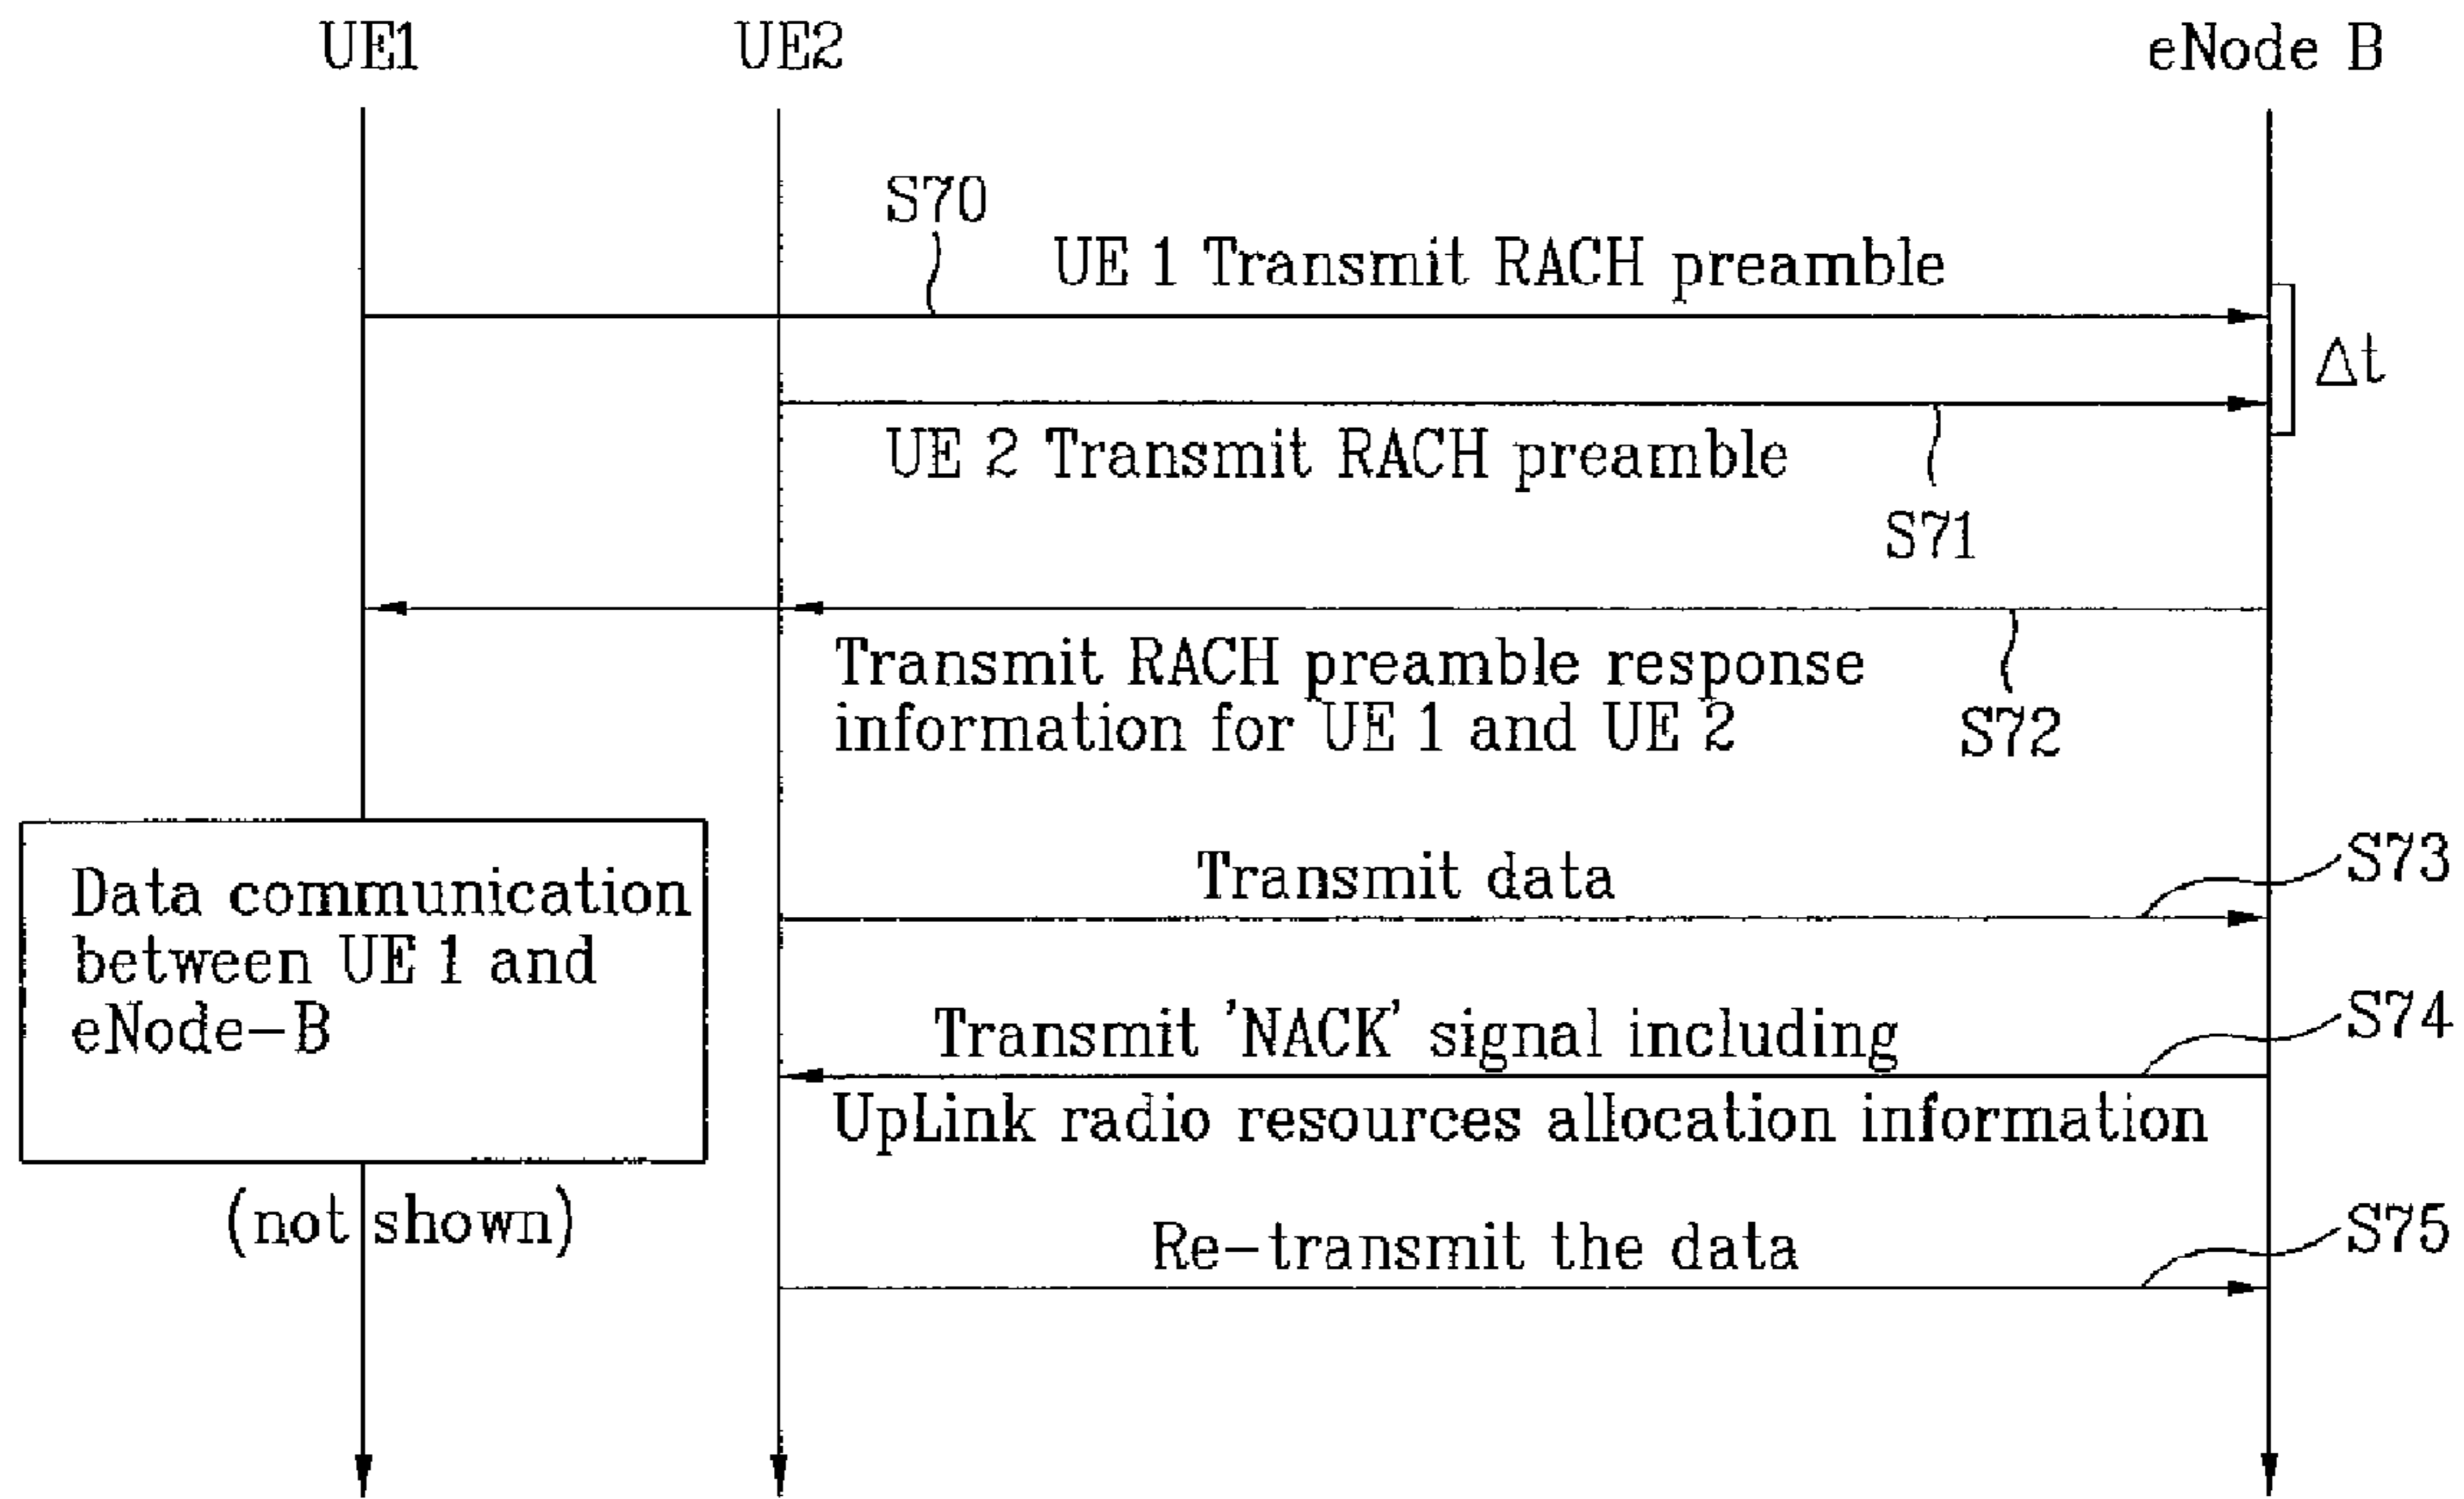 UE1
UE2
eNode B
S70
UE 1 Transmit RACH preamble
Δt
UE 2 Transmit RACH preamble
S71
Transmit RACH preamble response
information for UE 1 and UE 2
S72
Data communication
between UE 1 and
eNode-B
(not shown)
Transmit data
S73
Transmit 'NACK' signal including
S74
UpLink radio resources allocation information
Re-transmit the data
S75